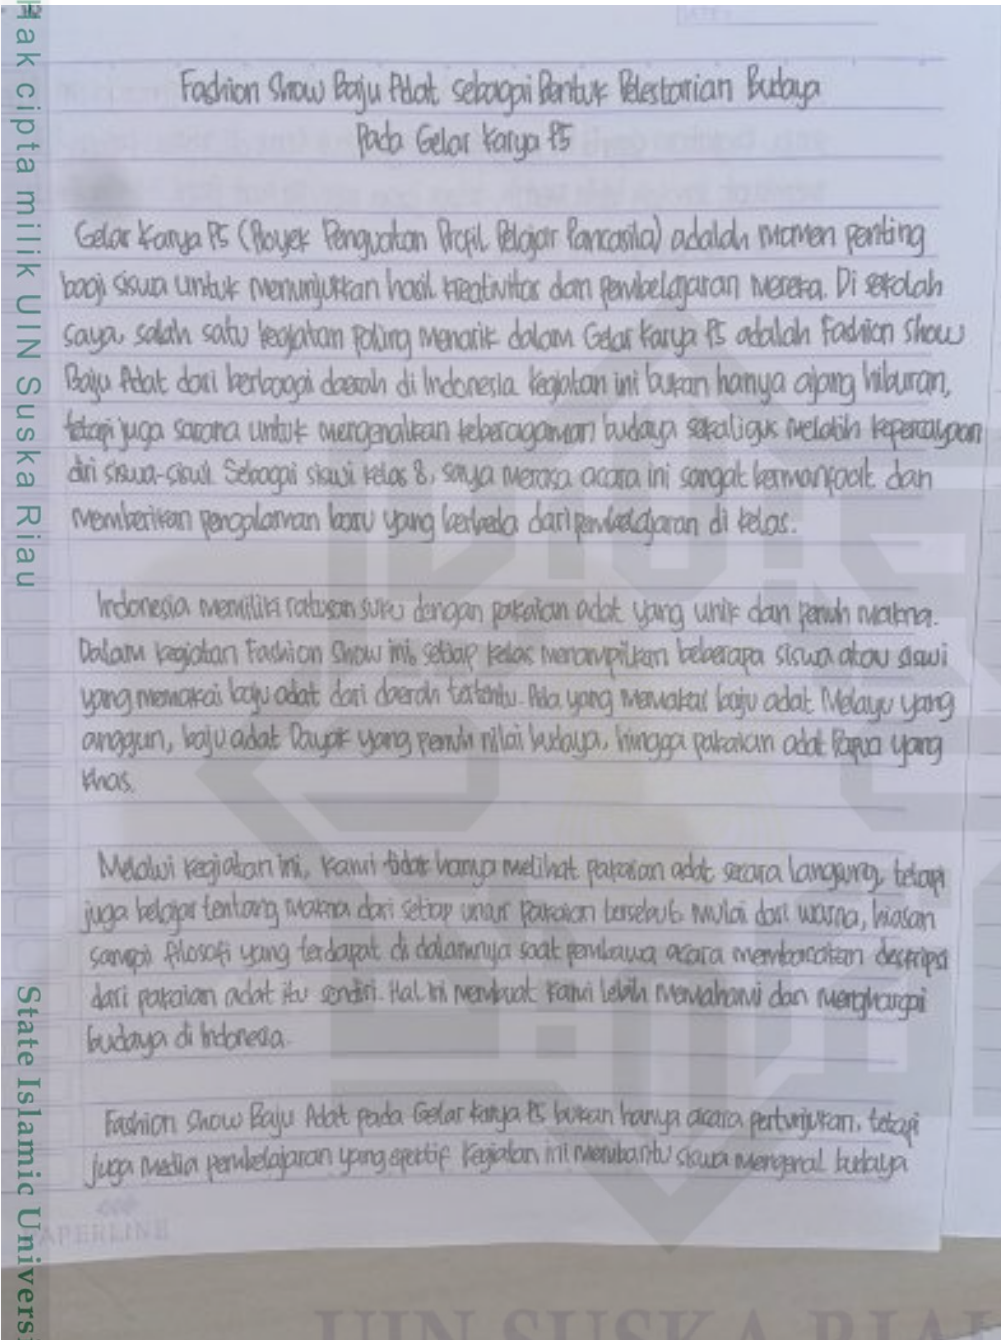 Hak cipta milik UIN Suska Riau
State Islamic Univers
Fashion Show Baju Adat sebagai Bentuk Pelestarian Budaya
Pada Gelar Karya P5
Gelar Karya P5 (Proyek Penguatan Profil Pelajar Pancasila) adalah momen penting
bagi siswa untuk menunjukkan hasil kreativitas dan pembelajaran mereka. Di sekolah
saya, salah satu kegiatan paling menarik dalam Gelar Karya P5 adalah Fashion Show
Baju Adat dari berbagai daerah di Indonesia. Kegiatan ini bukan hanya ajang hiburan,
tetapi juga sarana untuk mengenalkan keberagaman budaya sekaligus melatih kepercayaan
diri siswa-siswi. Sebagai siswi kelas 8, saya merasa acara ini sangat bermanfaat dan
memberikan pengalaman baru yang berbeda dari pembelajaran di kelas.
Indonesia memiliki ratusan suku dengan pakaian adat yang unik dan penuh makna.
Dalam kegiatan Fashion Show ini, setiap kelas menampilkan beberapa siswa atau siswi
yang memakai baju adat dari daerah tertentu. Ada yang memakai baju adat Melayu yang
anggun, baju adat Dayak yang penuh nilai budaya, hingga pakaian adat Papua yang
khas.
Melalui kegiatan ini, kami tidak hanya melihat pakaian adat secara langsung, tetapi
juga belajar tentang makna dari setiap unsur pakaian tersebut. mulai dari warna, hiasan
sampai filosofi yang terdapat di dalamnya saat pembawa acara membacakan deskripsi
dari pakaian adat itu sendiri. Hal ini membuat kami lebih memahami dan menghargai
budaya di Indonesia.
Fashion Show Baju Adat pada Gelar Karya P5 bukan hanya acara pertunjukan, tetapi
juga media pembelajaran yang efektif. Kegiatan ini membantu siswa mengenal budaya
PAPERLINE
UIN SUSKA RIAU